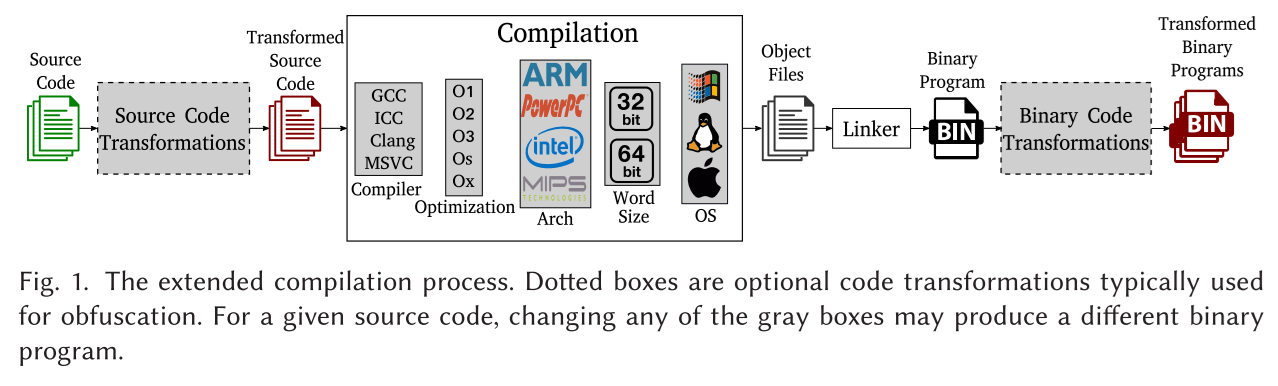 Source
Code
Source Code
Transformations
Transformed
Source
Code
Compilation
GCC
ICC
Clang
MSVC
Compiler
O1
O2
O3
Os
Ox
Optimization
ARM
PowerPC
intel
MIPS
TECHNOLOGIES
Arch
32
bit
64
bit
Word
Size
OS
Object
Files
Linker
Binary
Program
BIN
Binary Code
Transformations
Transformed
Binary
Programs
BIN
Fig. 1. The extended compilation process. Dotted boxes are optional code transformations typically used
for obfuscation. For a given source code, changing any of the gray boxes may produce a different binary
program.